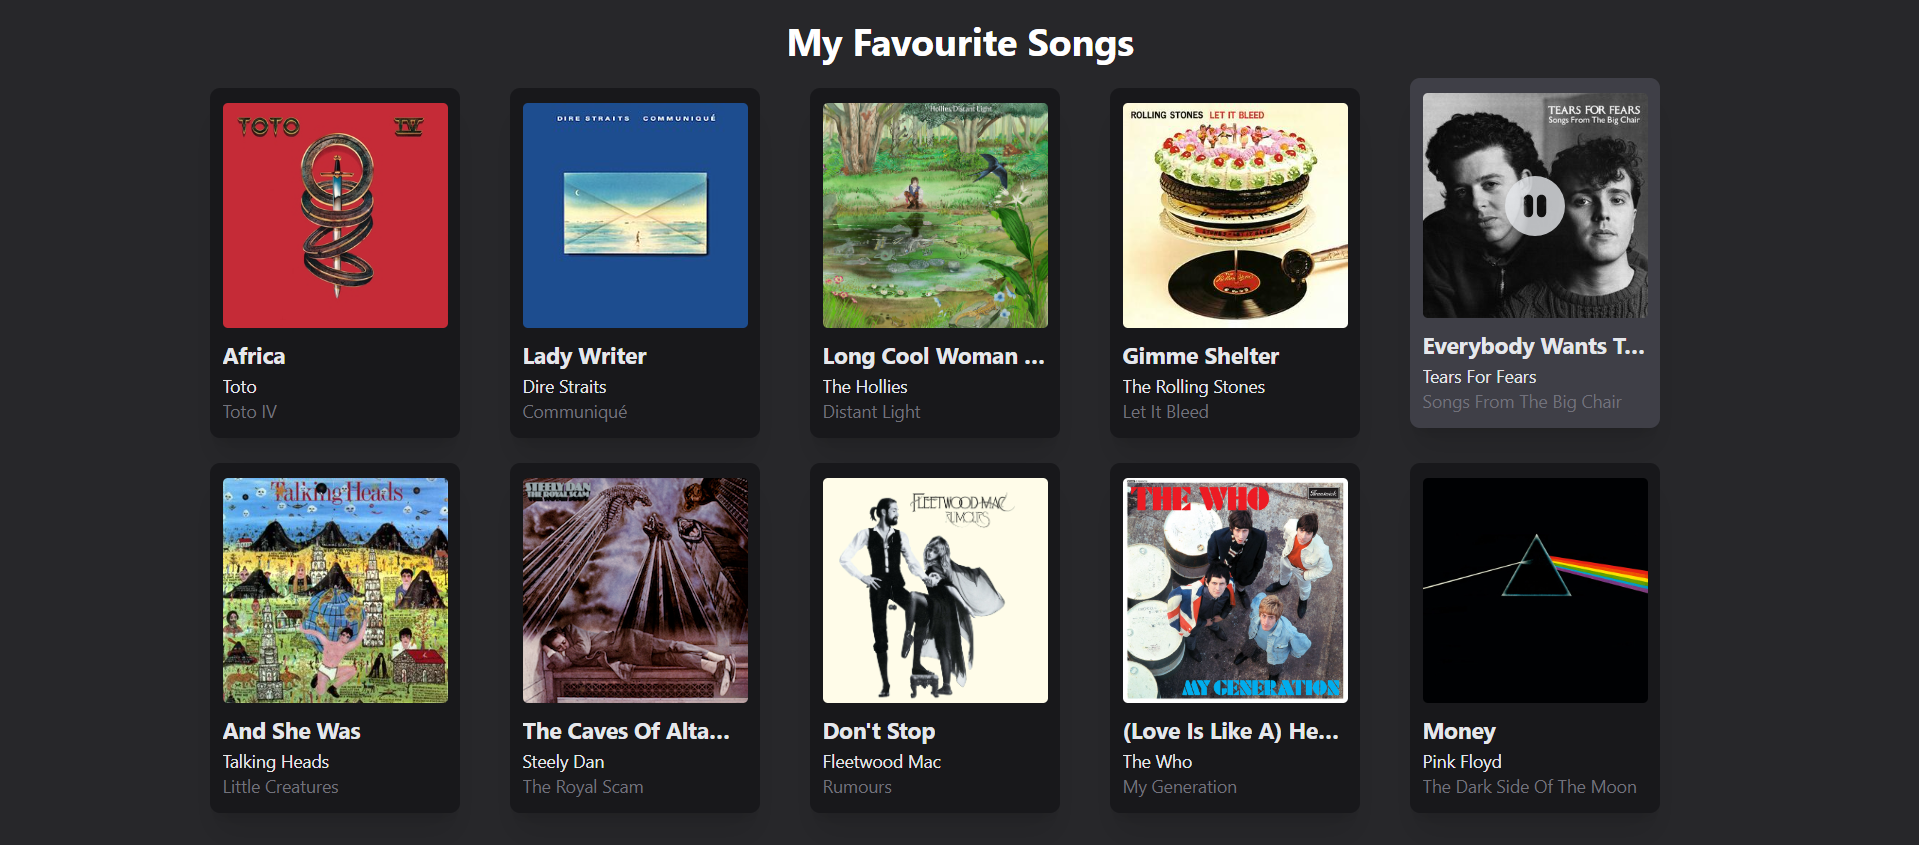 My Favourite Songs
TOTO IV
Africa
Toto
Toto IV
DIRE STRAITS COMMUNIQUÉ
Lady Writer
Dire Straits
Communiqué
Hollies Distant Light
Long Cool Woman ...
The Hollies
Distant Light
ROLLING STONES LET IT BLEED
Gimme Shelter
The Rolling Stones
Let It Bleed
TEARS FOR FEARS
Songs From The Big Chair
Everybody Wants T...
Tears For Fears
Songs From The Big Chair
Talking Heads
And She Was
Talking Heads
Little Creatures
STEELY DAN
THE ROYAL SCAM
The Caves Of Alta...
Steely Dan
The Royal Scam
FLEETWOOD MAC
RUMOURS
Don't Stop
Fleetwood Mac
Rumours
THE WHO
MY GENERATION
(Love Is Like A) He...
The Who
My Generation
Money
Pink Floyd
The Dark Side Of The Moon